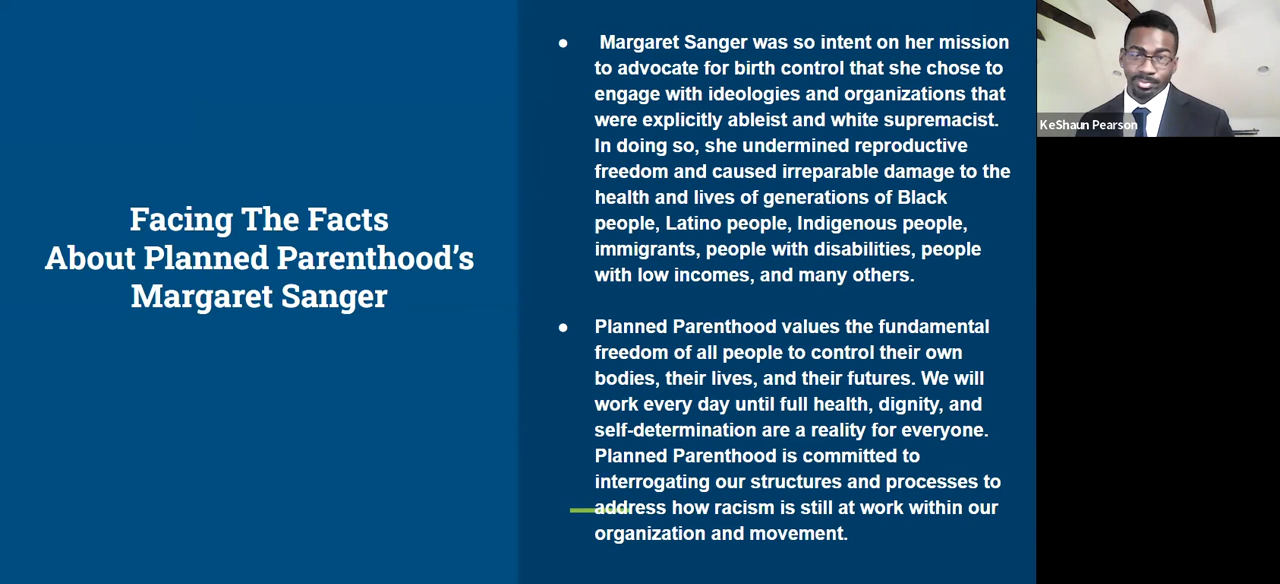 Facing The Facts
About Planned Parenthood’s
Margaret Sanger
● Margaret Sanger was so intent on her mission
to advocate for birth control that she chose to
engage with ideologies and organizations that
were explicitly ableist and white supremacist.
In doing so, she undermined reproductive
freedom and caused irreparable damage to the
health and lives of generations of Black
people, Latino people, Indigenous people,
immigrants, people with disabilities, people
with low incomes, and many others.
● Planned Parenthood values the fundamental
freedom of all people to control their own
bodies, their lives, and their futures. We will
work every day until full health, dignity, and
self-determination are a reality for everyone.
Planned Parenthood is committed to
interrogating our structures and processes to
address how racism is still at work within our
organization and movement.
KeShaun Pearson